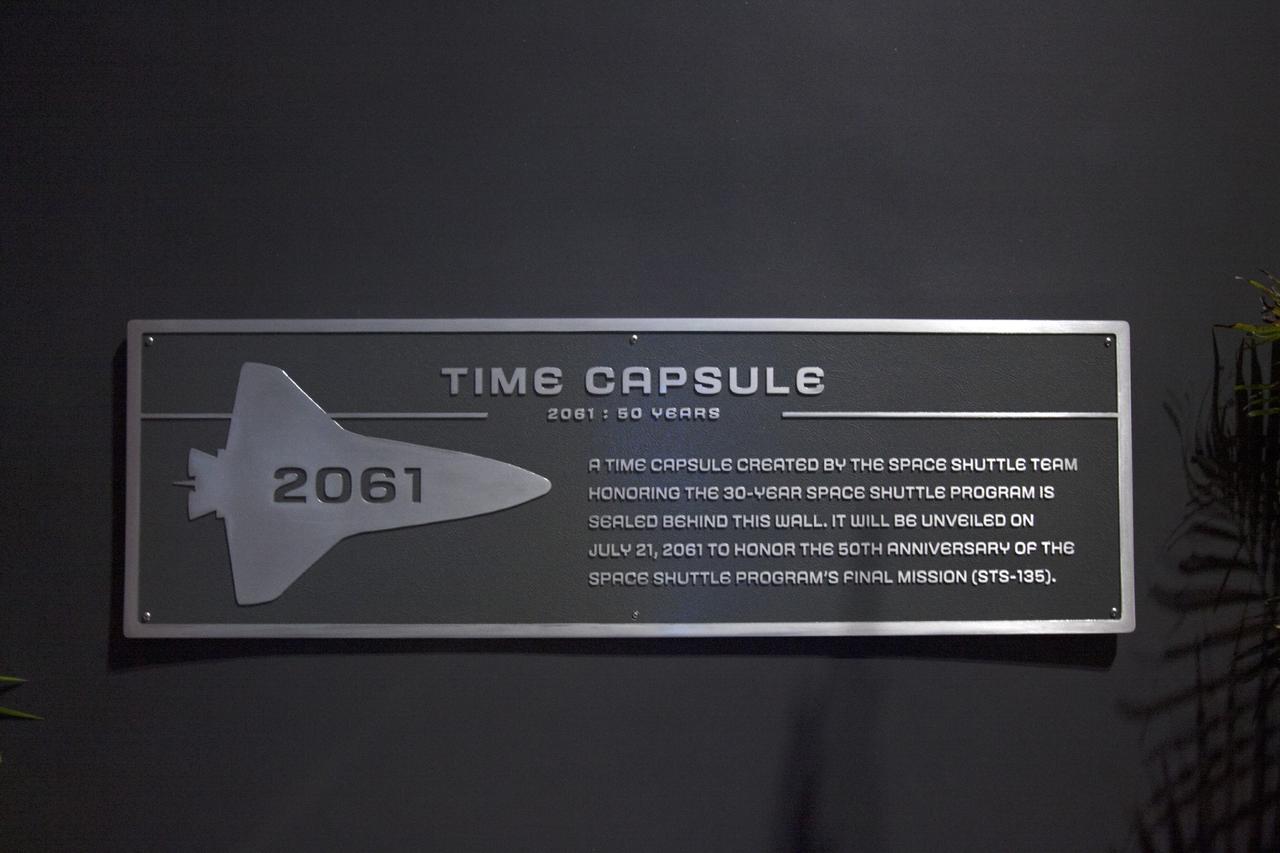 TIME CAPSULE
2061 : 50 YEARS
2061
A TIME CAPSULE CREATED BY THE SPACE SHUTTLE TEAM
HONORING THE 30-YEAR SPACE SHUTTLE PROGRAM IS
SEALED BEHIND THIS WALL. IT WILL BE UNVEILED ON
JULY 21, 2061 TO HONOR THE 50TH ANNIVERSARY OF THE
SPACE SHUTTLE PROGRAM'S FINAL MISSION (STS-135).